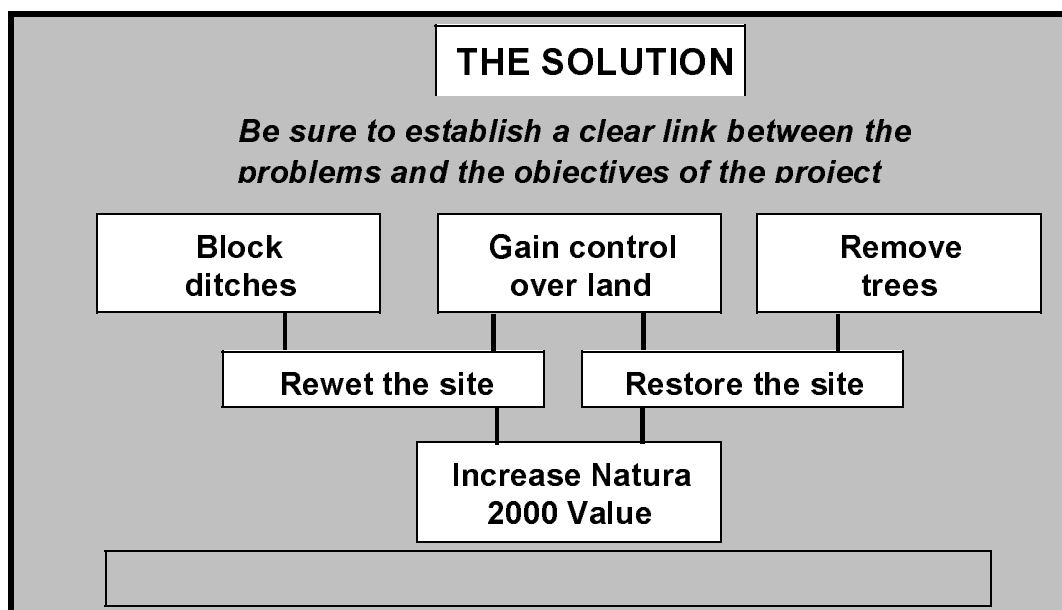 THE SOLUTION
Be sure to establish a clear link between the
problems and the objectives of the project
Block
ditches
Gain control
over land
Remove
trees
Rewet the site
Restore the site
Increase Natura
2000 Value